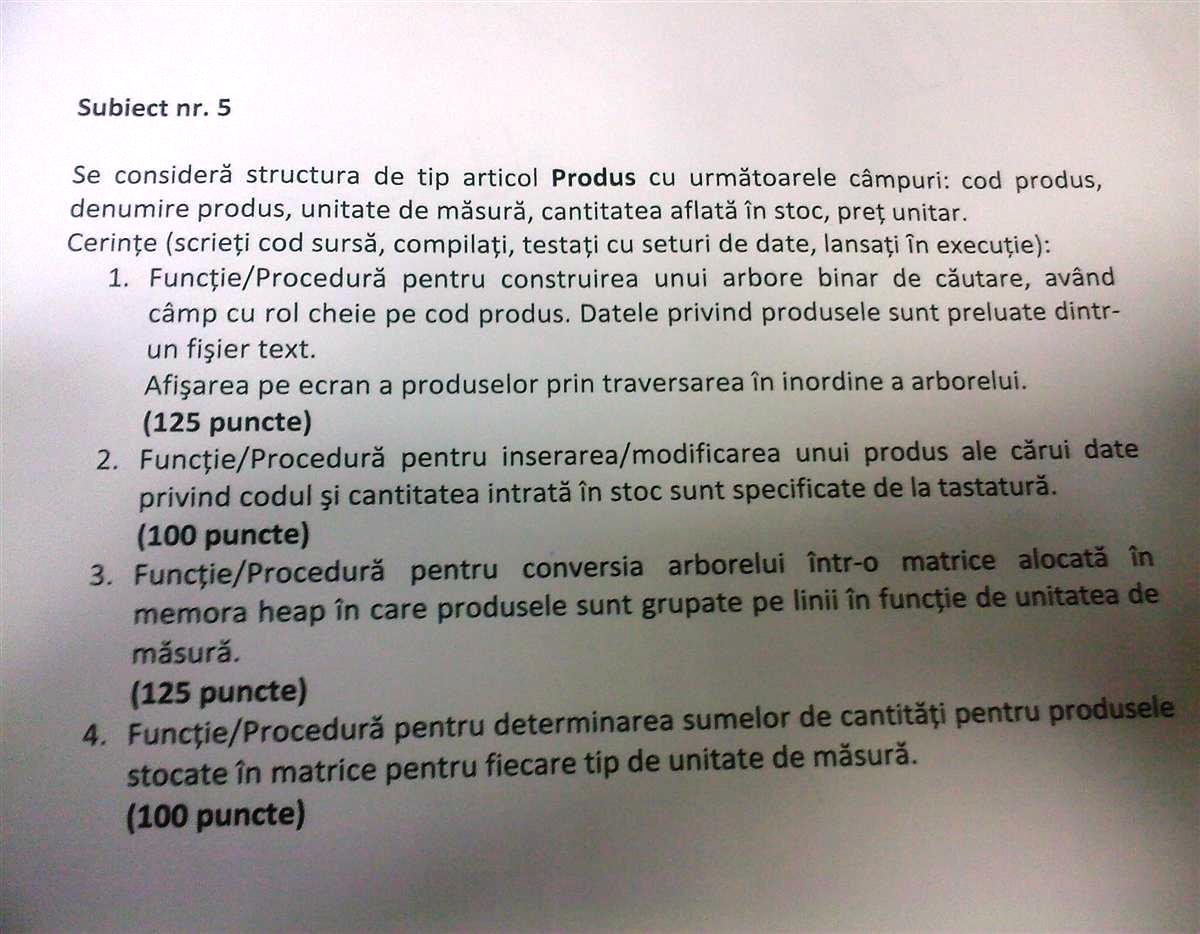 Subiect nr. 5
Se consideră structura de tip articol Produs cu următoarele câmpuri: cod produs,
denumire produs, unitate de măsură, cantitatea aflată în stoc, preț unitar.
Cerințe (scrieți cod sursă, compilați, testați cu seturi de date, lansați în execuție):
1. Funcție/Procedură pentru construirea unui arbore binar de căutare, având
câmp cu rol cheie pe cod produs. Datele privind produsele sunt preluate dintr-
un fişier text.
Afişarea pe ecran a produselor prin traversarea în inordine a arborelui.
(125 puncte)
2. Funcție/Procedură pentru inserarea/modificarea unui produs ale cărui date
privind codul şi cantitatea intrată în stoc sunt specificate de la tastatură.
(100 puncte)
3. Funcție/Procedură pentru conversia arborelui într-o matrice alocată în
memora heap în care produsele sunt grupate pe linii în funcție de unitatea de
măsură.
(125 puncte)
4. Funcție/Procedură pentru determinarea sumelor de cantități pentru produsele
stocate în matrice pentru fiecare tip de unitate de măsură.
(100 puncte)